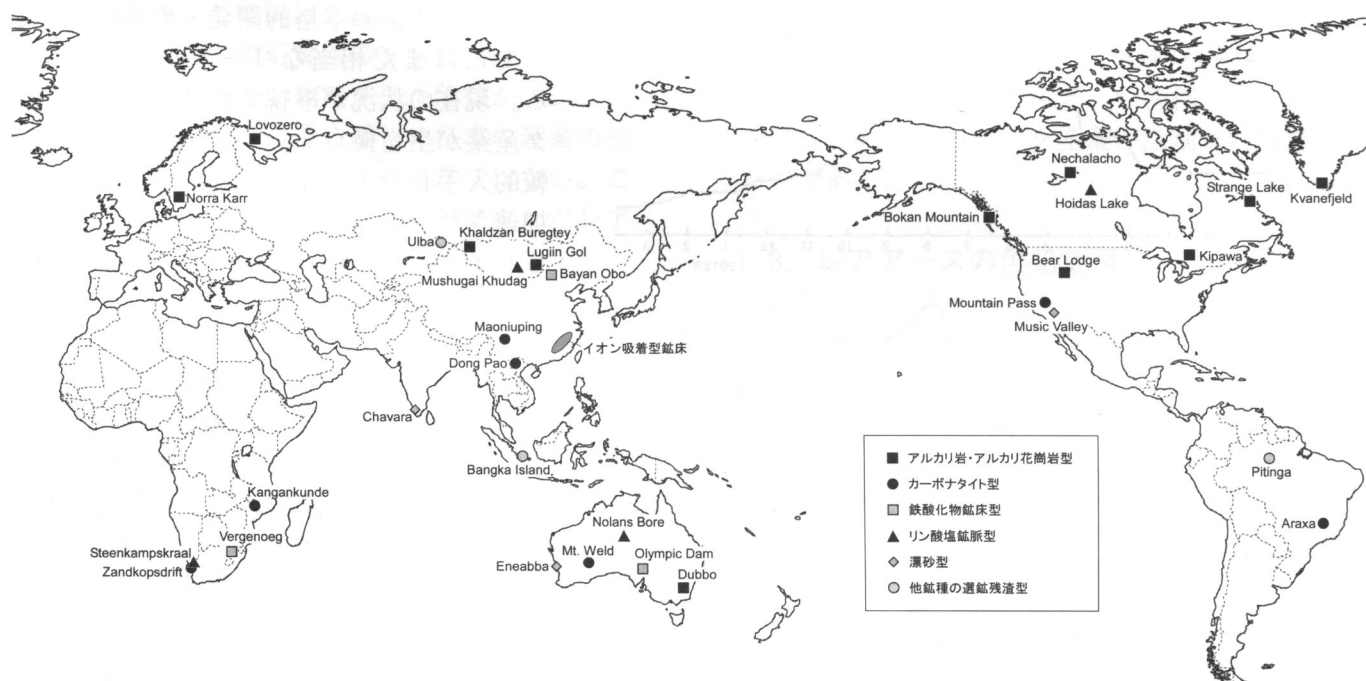 Lovozero
Norra Karr
Ulba
Khaldzan Buregtey
Lugiin Gol
Mushugai Khudag
Bayan Obo
Maoniuping
イオン吸着型鉱床
Dong Pao
Chavara
Bangka Island
Kangankunde
Vergenoeg
Steenkampskraal
Zandkopsdrift
Nolans Bore
Mt. Weld
Olympic Dam
Eneabba
Dubbo
Nechalacho
Hoidas Lake
Strange Lake
Kvanefjeld
Bokan Mountain
Bear Lodge
Kipawa
Mountain Pass
Music Valley
Pitinga
Araxa
アルカリ岩・アルカリ花崗岩型
カーボナタイト型
鉄酸化物鉱床型
リン酸塩鉱脈型
漂砂型
他鉱種の選鉱残渣型